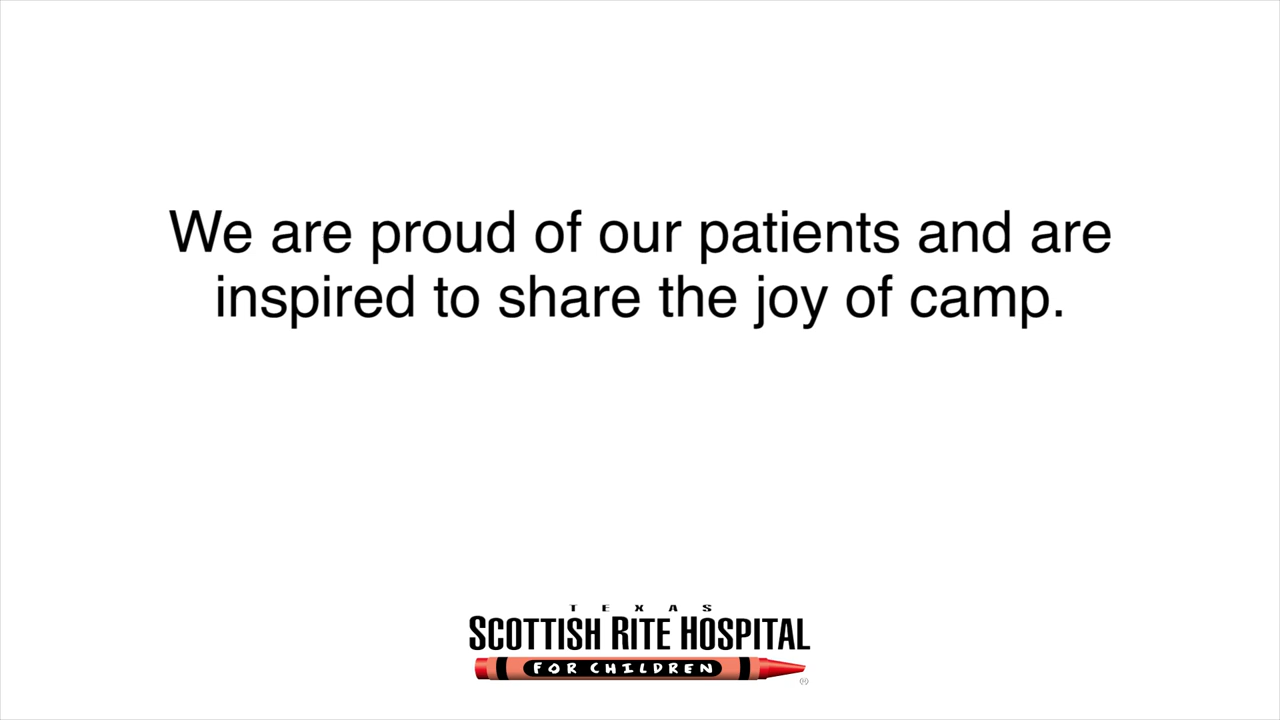 We are proud of our patients and are
inspired to share the joy of camp.
TEXAS
SCOTTISH RITE HOSPITAL
FOR CHILDREN